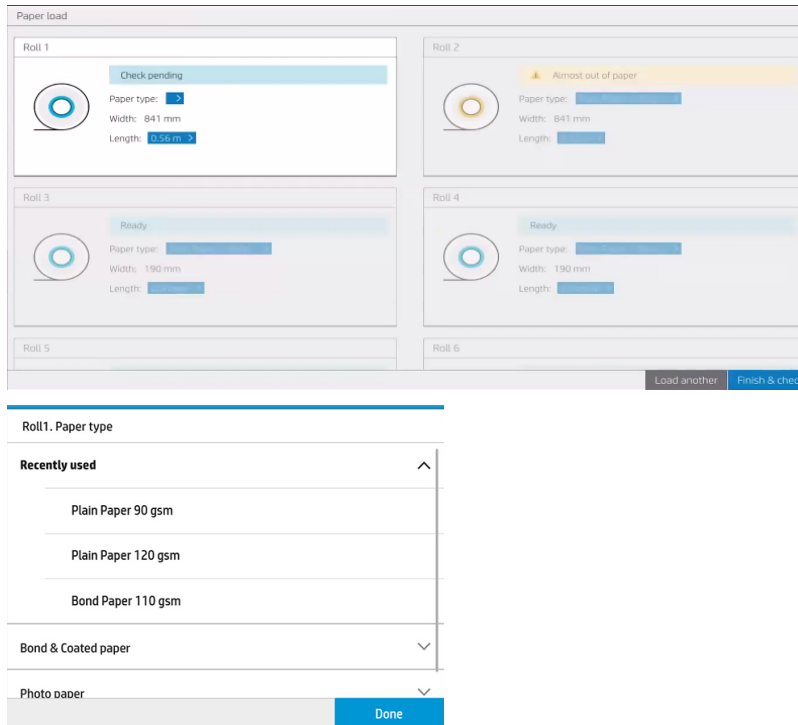 Paper load
Roll 1
Check pending
Paper type:
Width: 841 mm
Length: 0.56 m
Roll 2
Almost out of paper
Paper type:
Width: 841 mm
Length:
Roll 3
Ready
Paper type:
Width: 190 mm
Length:
Roll 4
Ready
Paper type:
Width: 190 mm
Length:
Roll 5
Roll 6
Load another
Finish & chec
Roll1. Paper type
Recently used
Plain Paper 90 gsm
Plain Paper 120 gsm
Bond Paper 110 gsm
Bond & Coated paper
Photo paper
Done